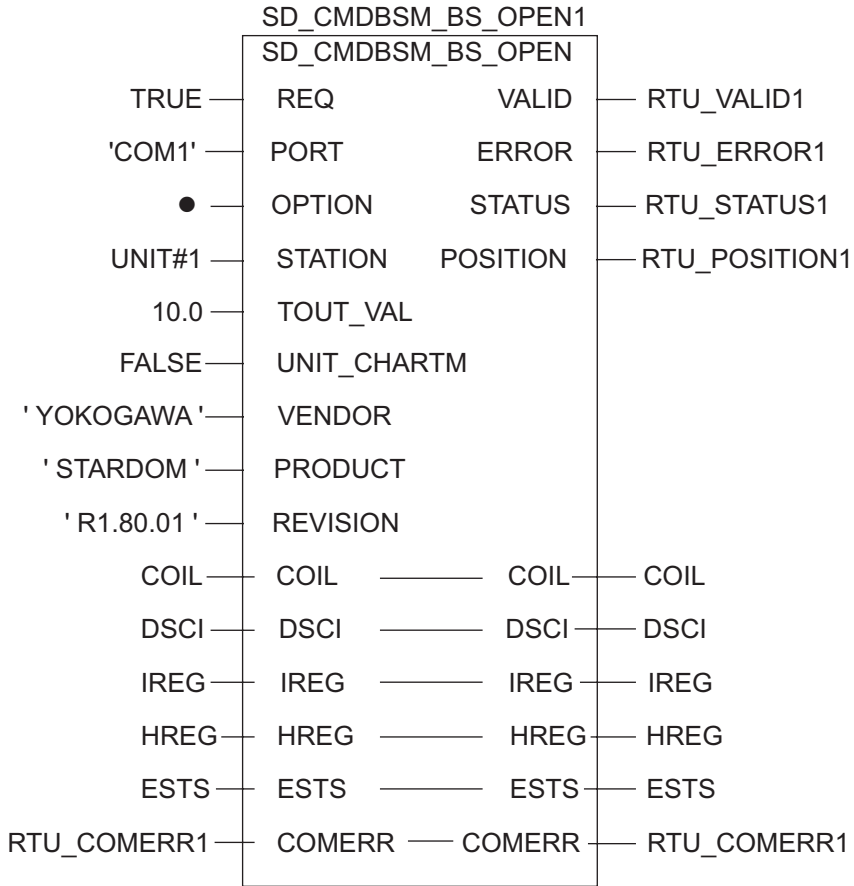 SD_CMDBSM_BS_OPEN1
SD_CMDBSM_BS_OPEN
TRUE REQ VALID RTU_VALID1
'COM1' PORT ERROR RTU_ERROR1
OPTION STATUS RTU_STATUS1
UNIT#1 STATION POSITION RTU_POSITION1
10.0 TOUT_VAL
FALSE UNIT_CHARTM
' YOKOGAWA ' VENDOR
' STARDOM ' PRODUCT
' R1.80.01 ' REVISION
COIL COIL COIL COIL
DSCI DSCI DSCI DSCI
IREG IREG IREG IREG
HREG HREG HREG HREG
ESTS ESTS ESTS ESTS
RTU_COMERR1 COMERR COMERR RTU_COMERR1